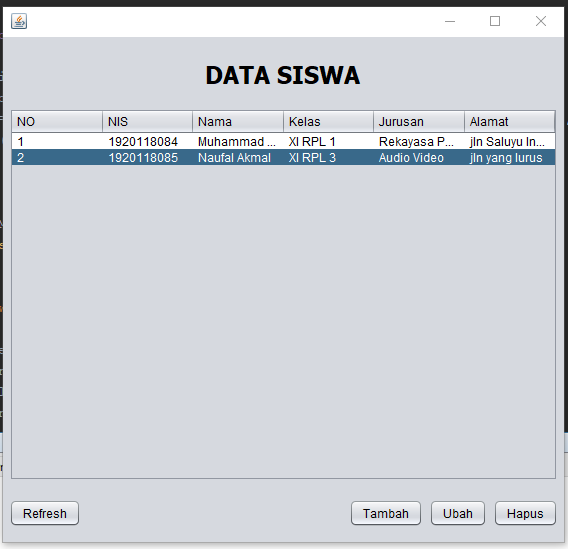 DATA SISWA
NO NIS Nama Kelas Jurusan Alamat
1 1920118084 Muhammad ... XI RPL 1 Rekayasa P... jln Saluyu In...
2 1920118085 Naufal Akmal XI RPL 3 Audio Video jln yang lurus
Refresh Tambah Ubah Hapus